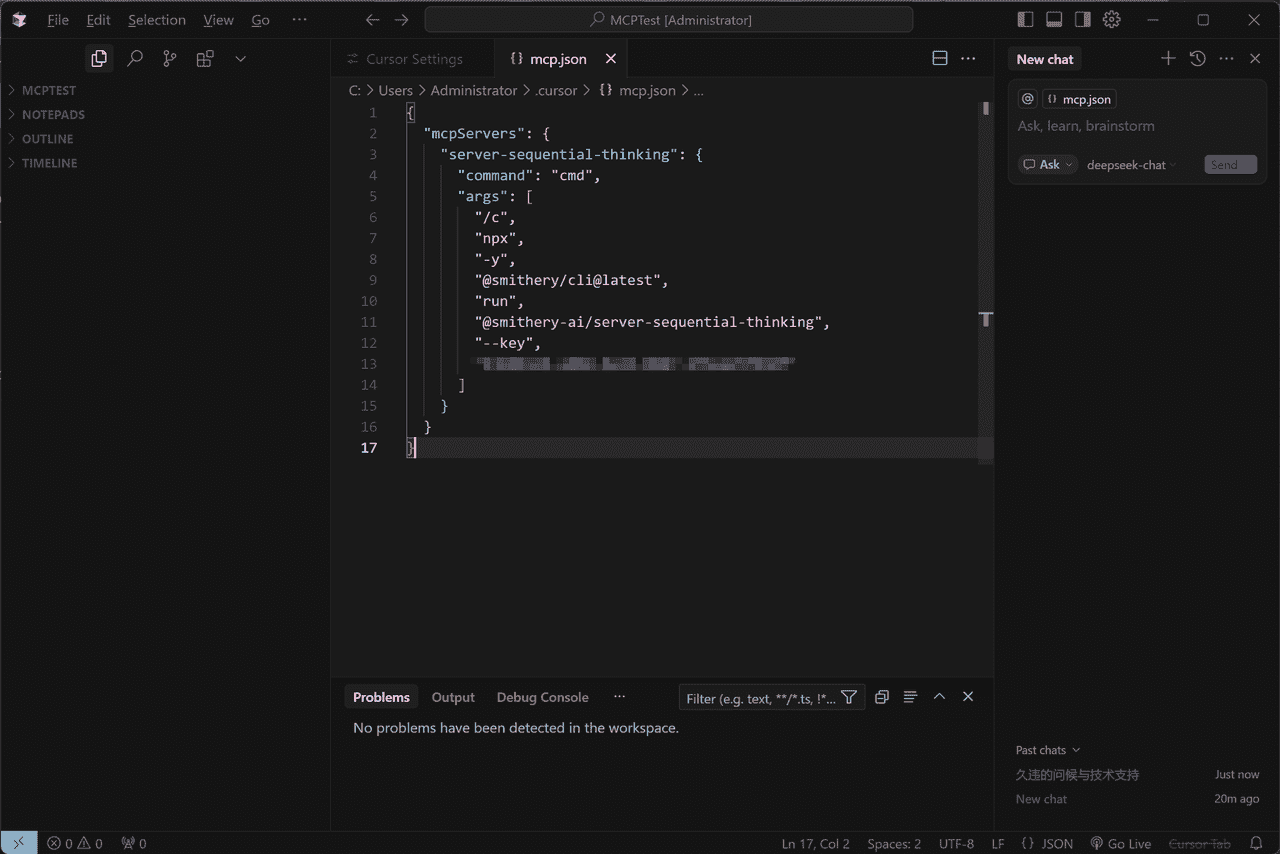 File Edit Selection View Go ··· MCPTest [Administrator]
MCPTEST
NOTEPADS
OUTLINE
TIMELINE
Cursor Settings {} mcp.json
C: > Users > Administrator > .cursor > {} mcp.json > ...
1 {
2 "mcpServers": {
3 "server-sequential-thinking": {
4 "command": "cmd",
5 "args": [
6 "/c",
7 "npx",
8 "-y",
9 "@smithery/cli@latest",
10 "run",
11 "@smithery-ai/server-sequential-thinking",
12 "--key",
13
14 ]
15 }
16 }
17 }
Problems Output Debug Console ··· Filter (e.g. text, **/*.ts, !*...
No problems have been detected in the workspace.
New chat
@ {} mcp.json
Ask, learn, brainstorm
Ask deepseek-chat Send
Past chats
久违的问候与技术支持 Just now
New chat 20m ago
0 0 0 Ln 17, Col 2 Spaces: 2 UTF-8 LF {} JSON Go Live Cursor Tab